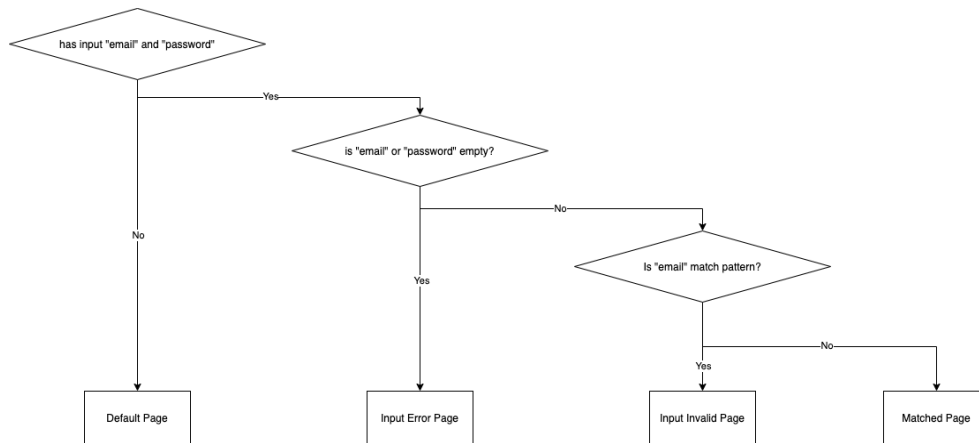 has input "email" and "password"
Yes
is "email" or "password" empty?
No
No
Is "email" match pattern?
Yes
No
Yes
Default Page
Input Error Page
Input Invalid Page
Matched Page